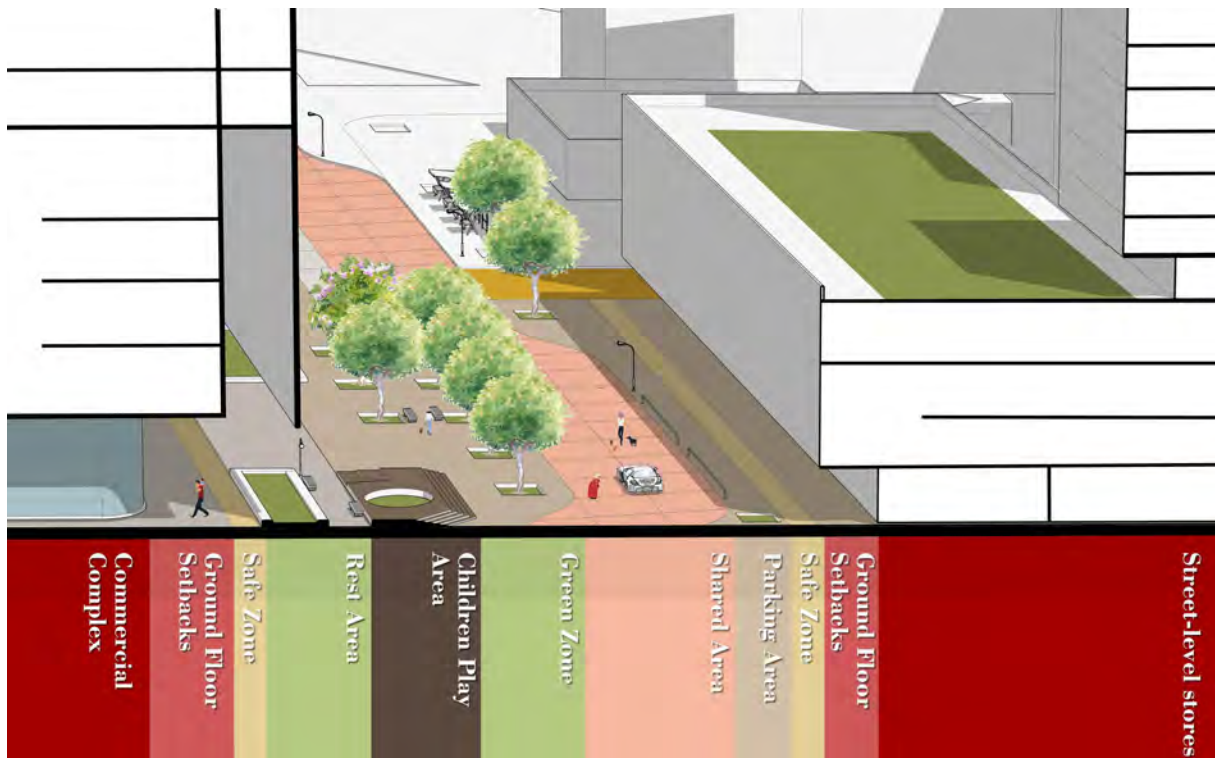 Commercial
Complex
Ground Floor
Setbacks
Safe Zone
Rest Area
Children Play
Area
Green Zone
Shared Area
Parking Area
Safe Zone
Ground Floor
Setbacks
Street-level stores